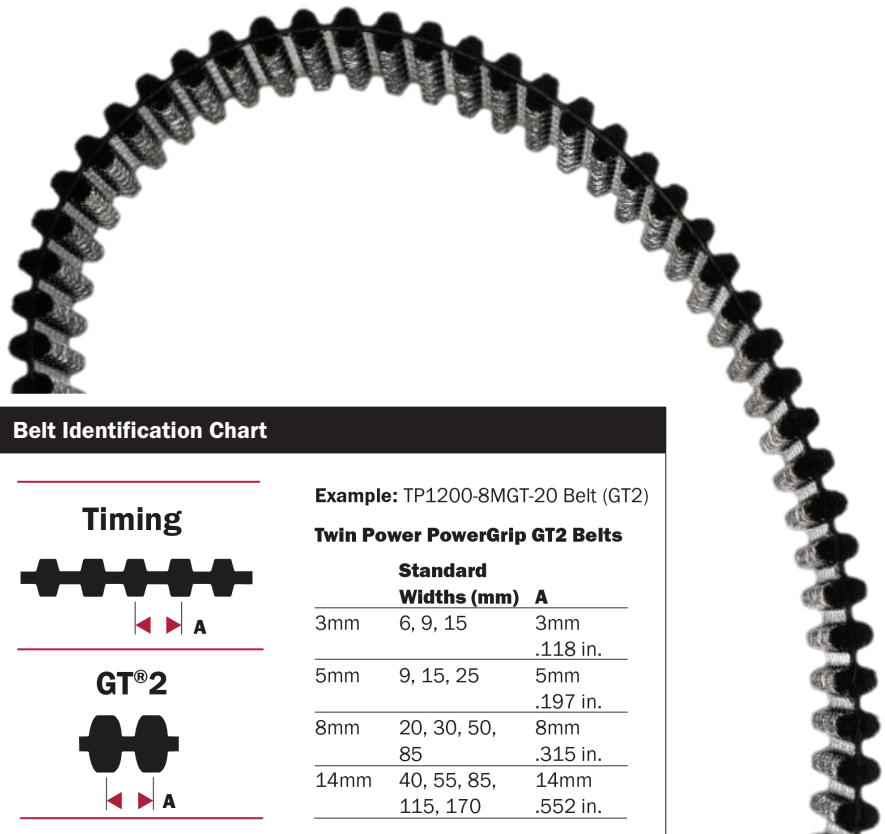 Belt Identification Chart
Timing
A
GT®2
A
Example: TP1200-8MGT-20 Belt (GT2)
Twin Power PowerGrip GT2 Belts
Standard
Widths (mm) A
3mm 6, 9, 15 3mm
.118 in.
5mm 9, 15, 25 5mm
.197 in.
8mm 20, 30, 50, 8mm
85 .315 in.
14mm 40, 55, 85, 14mm
115, 170 .552 in.